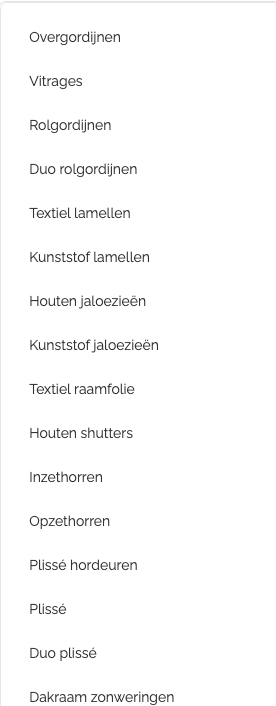 Overgordijnen
Vitrages
Rolgordijnen
Duo rolgordijnen
Textiel lamellen
Kunststof lamellen
Houten jaloezieën
Kunststof jaloezieën
Textiel raamfolie
Houten shutters
Inzethorren
Opzethorren
Plissé hordeuren
Plissé
Duo plissé
Dakraam zonweringen